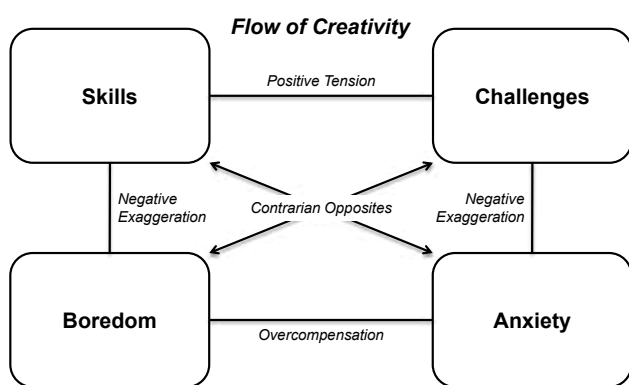 Flow of Creativity
Skills
Positive Tension
Challenges
Negative
Exaggeration
Contrarian Opposites
Negative
Exaggeration
Boredom
Overcompensation
Anxiety